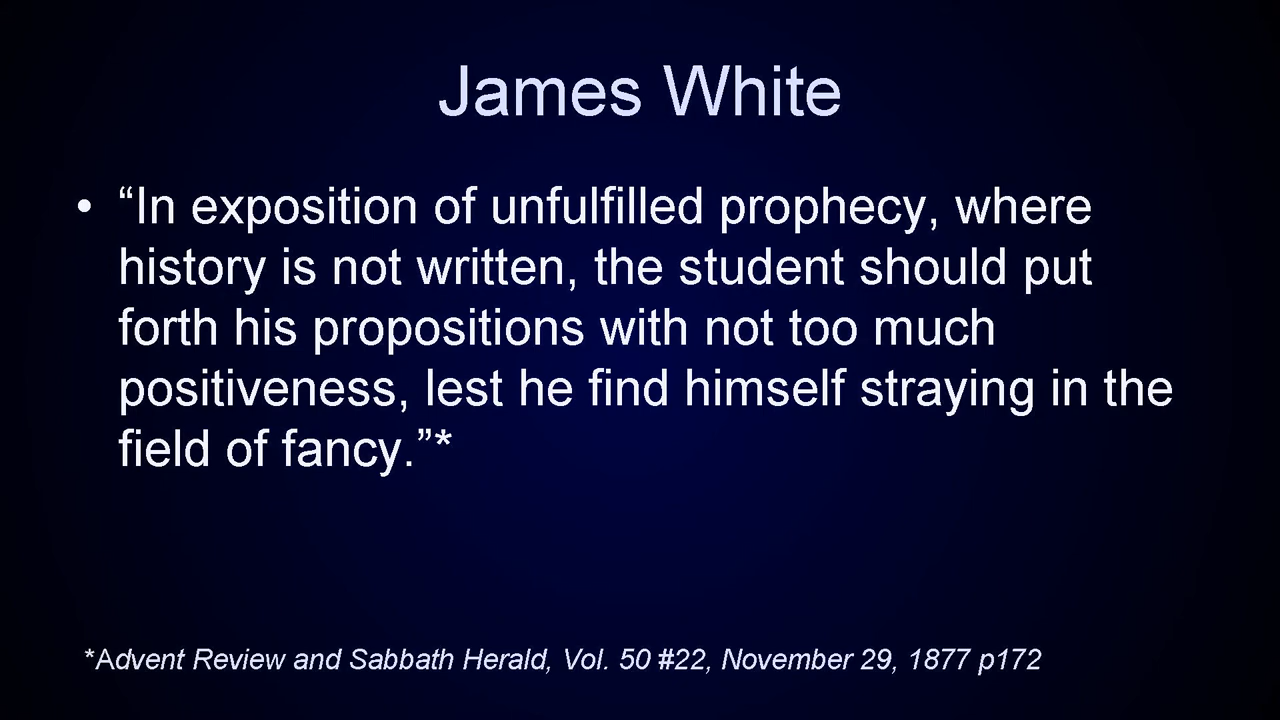 James White
• “In exposition of unfulfilled prophecy, where
history is not written, the student should put
forth his propositions with not too much
positiveness, lest he find himself straying in the
field of fancy.”*
*Advent Review and Sabbath Herald, Vol. 50 #22, November 29, 1877 p172